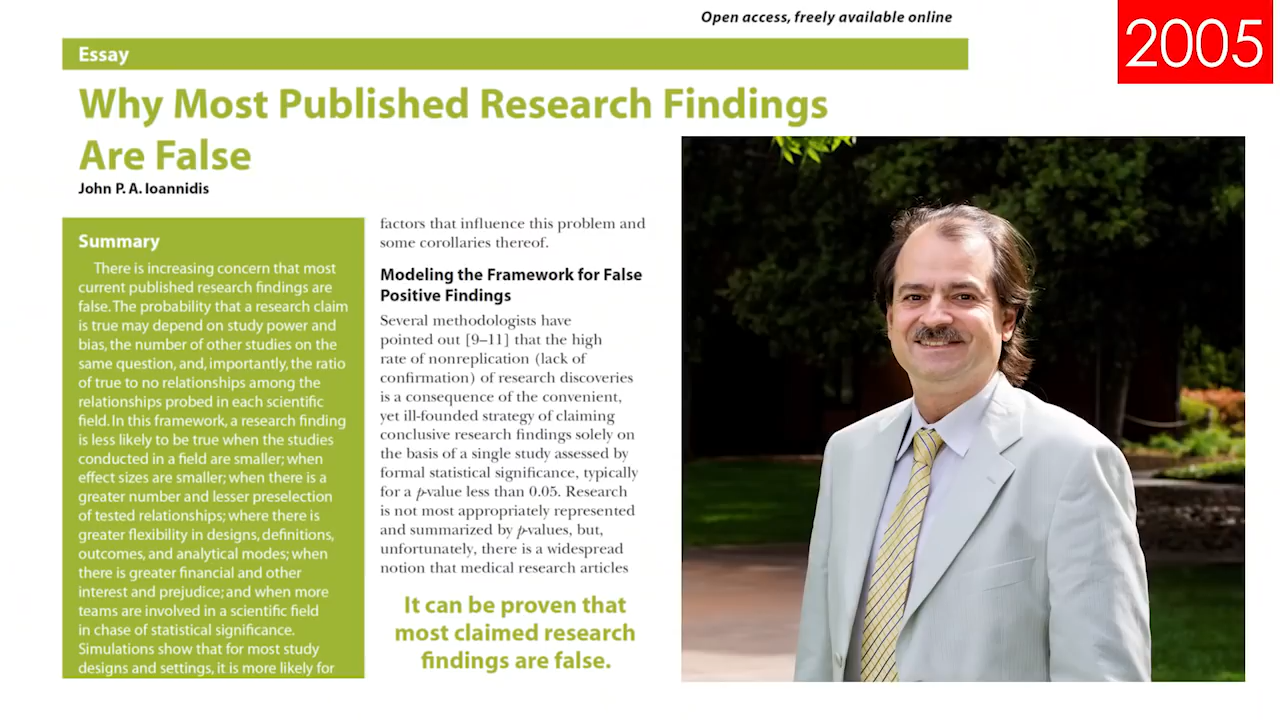 Open access, freely available online
2005
Essay
Why Most Published Research Findings
Are False
John P. A. Ioannidis
Summary
There is increasing concern that most
current published research findings are
false. The probability that a research claim
is true may depend on study power and
bias, the number of other studies on the
same question, and, importantly, the ratio
of true to no relationships among the
relationships probed in each scientific
field. In this framework, a research finding
is less likely to be true when the studies
conducted in a field are smaller; when
effect sizes are smaller; when there is a
greater number and lesser preselection
of tested relationships; where there is
greater flexibility in designs, definitions,
outcomes, and analytical modes; when
there is greater financial and other
interest and prejudice; and when more
teams are involved in a scientific field
in chase of statistical significance.
Simulations show that for most study
designs and settings, it is more likely for
factors that influence this problem and
some corollaries thereof.
Modeling the Framework for False
Positive Findings
Several methodologists have
pointed out [9–11] that the high
rate of nonreplication (lack of
confirmation) of research discoveries
is a consequence of the convenient,
yet ill-founded strategy of claiming
conclusive research findings solely on
the basis of a single study assessed by
formal statistical significance, typically
for a p-value less than 0.05. Research
is not most appropriately represented
and summarized by p-values, but,
unfortunately, there is a widespread
notion that medical research articles
It can be proven that
most claimed research
findings are false.